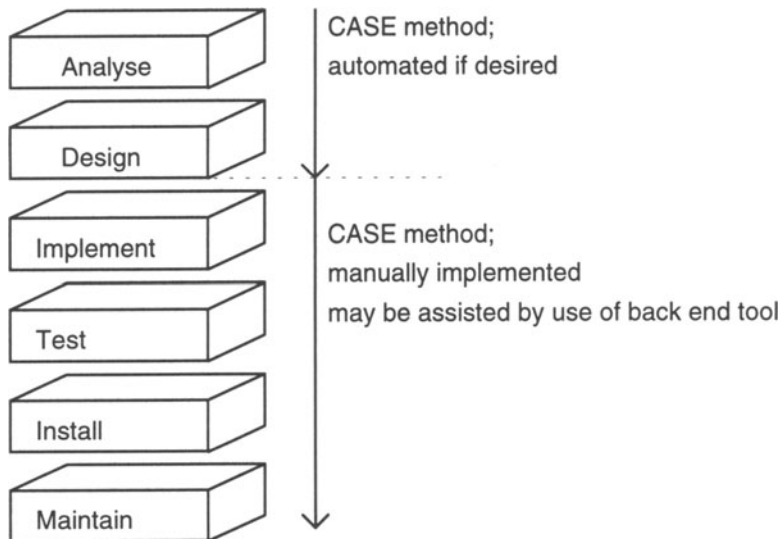 Analyse
CASE method;
automated if desired
Design
Implement
CASE method;
manually implemented
may be assisted by use of back end tool
Test
Install
Maintain